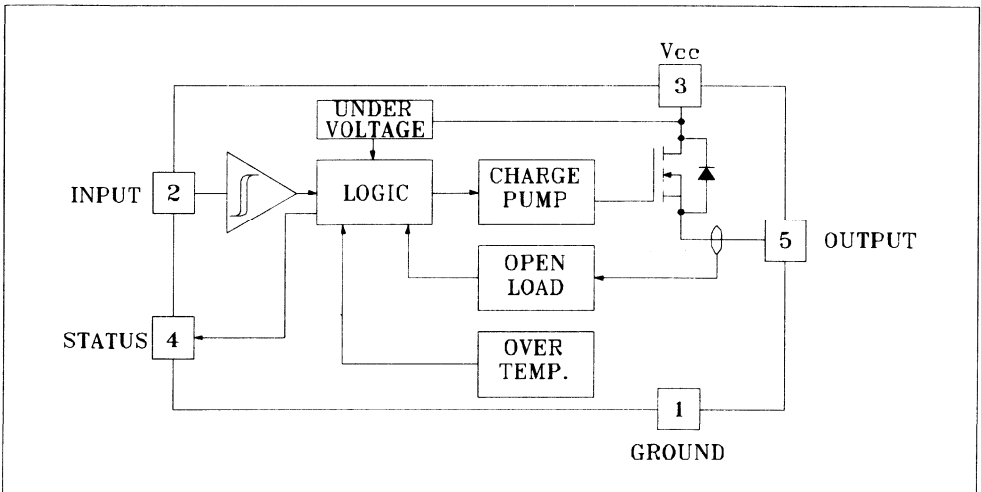 Vcc
3
UNDER
VOLTAGE
INPUT
2
LOGIC
CHARGE
PUMP
5
OUTPUT
OPEN
LOAD
STATUS
4
OVER
TEMP.
1
GROUND